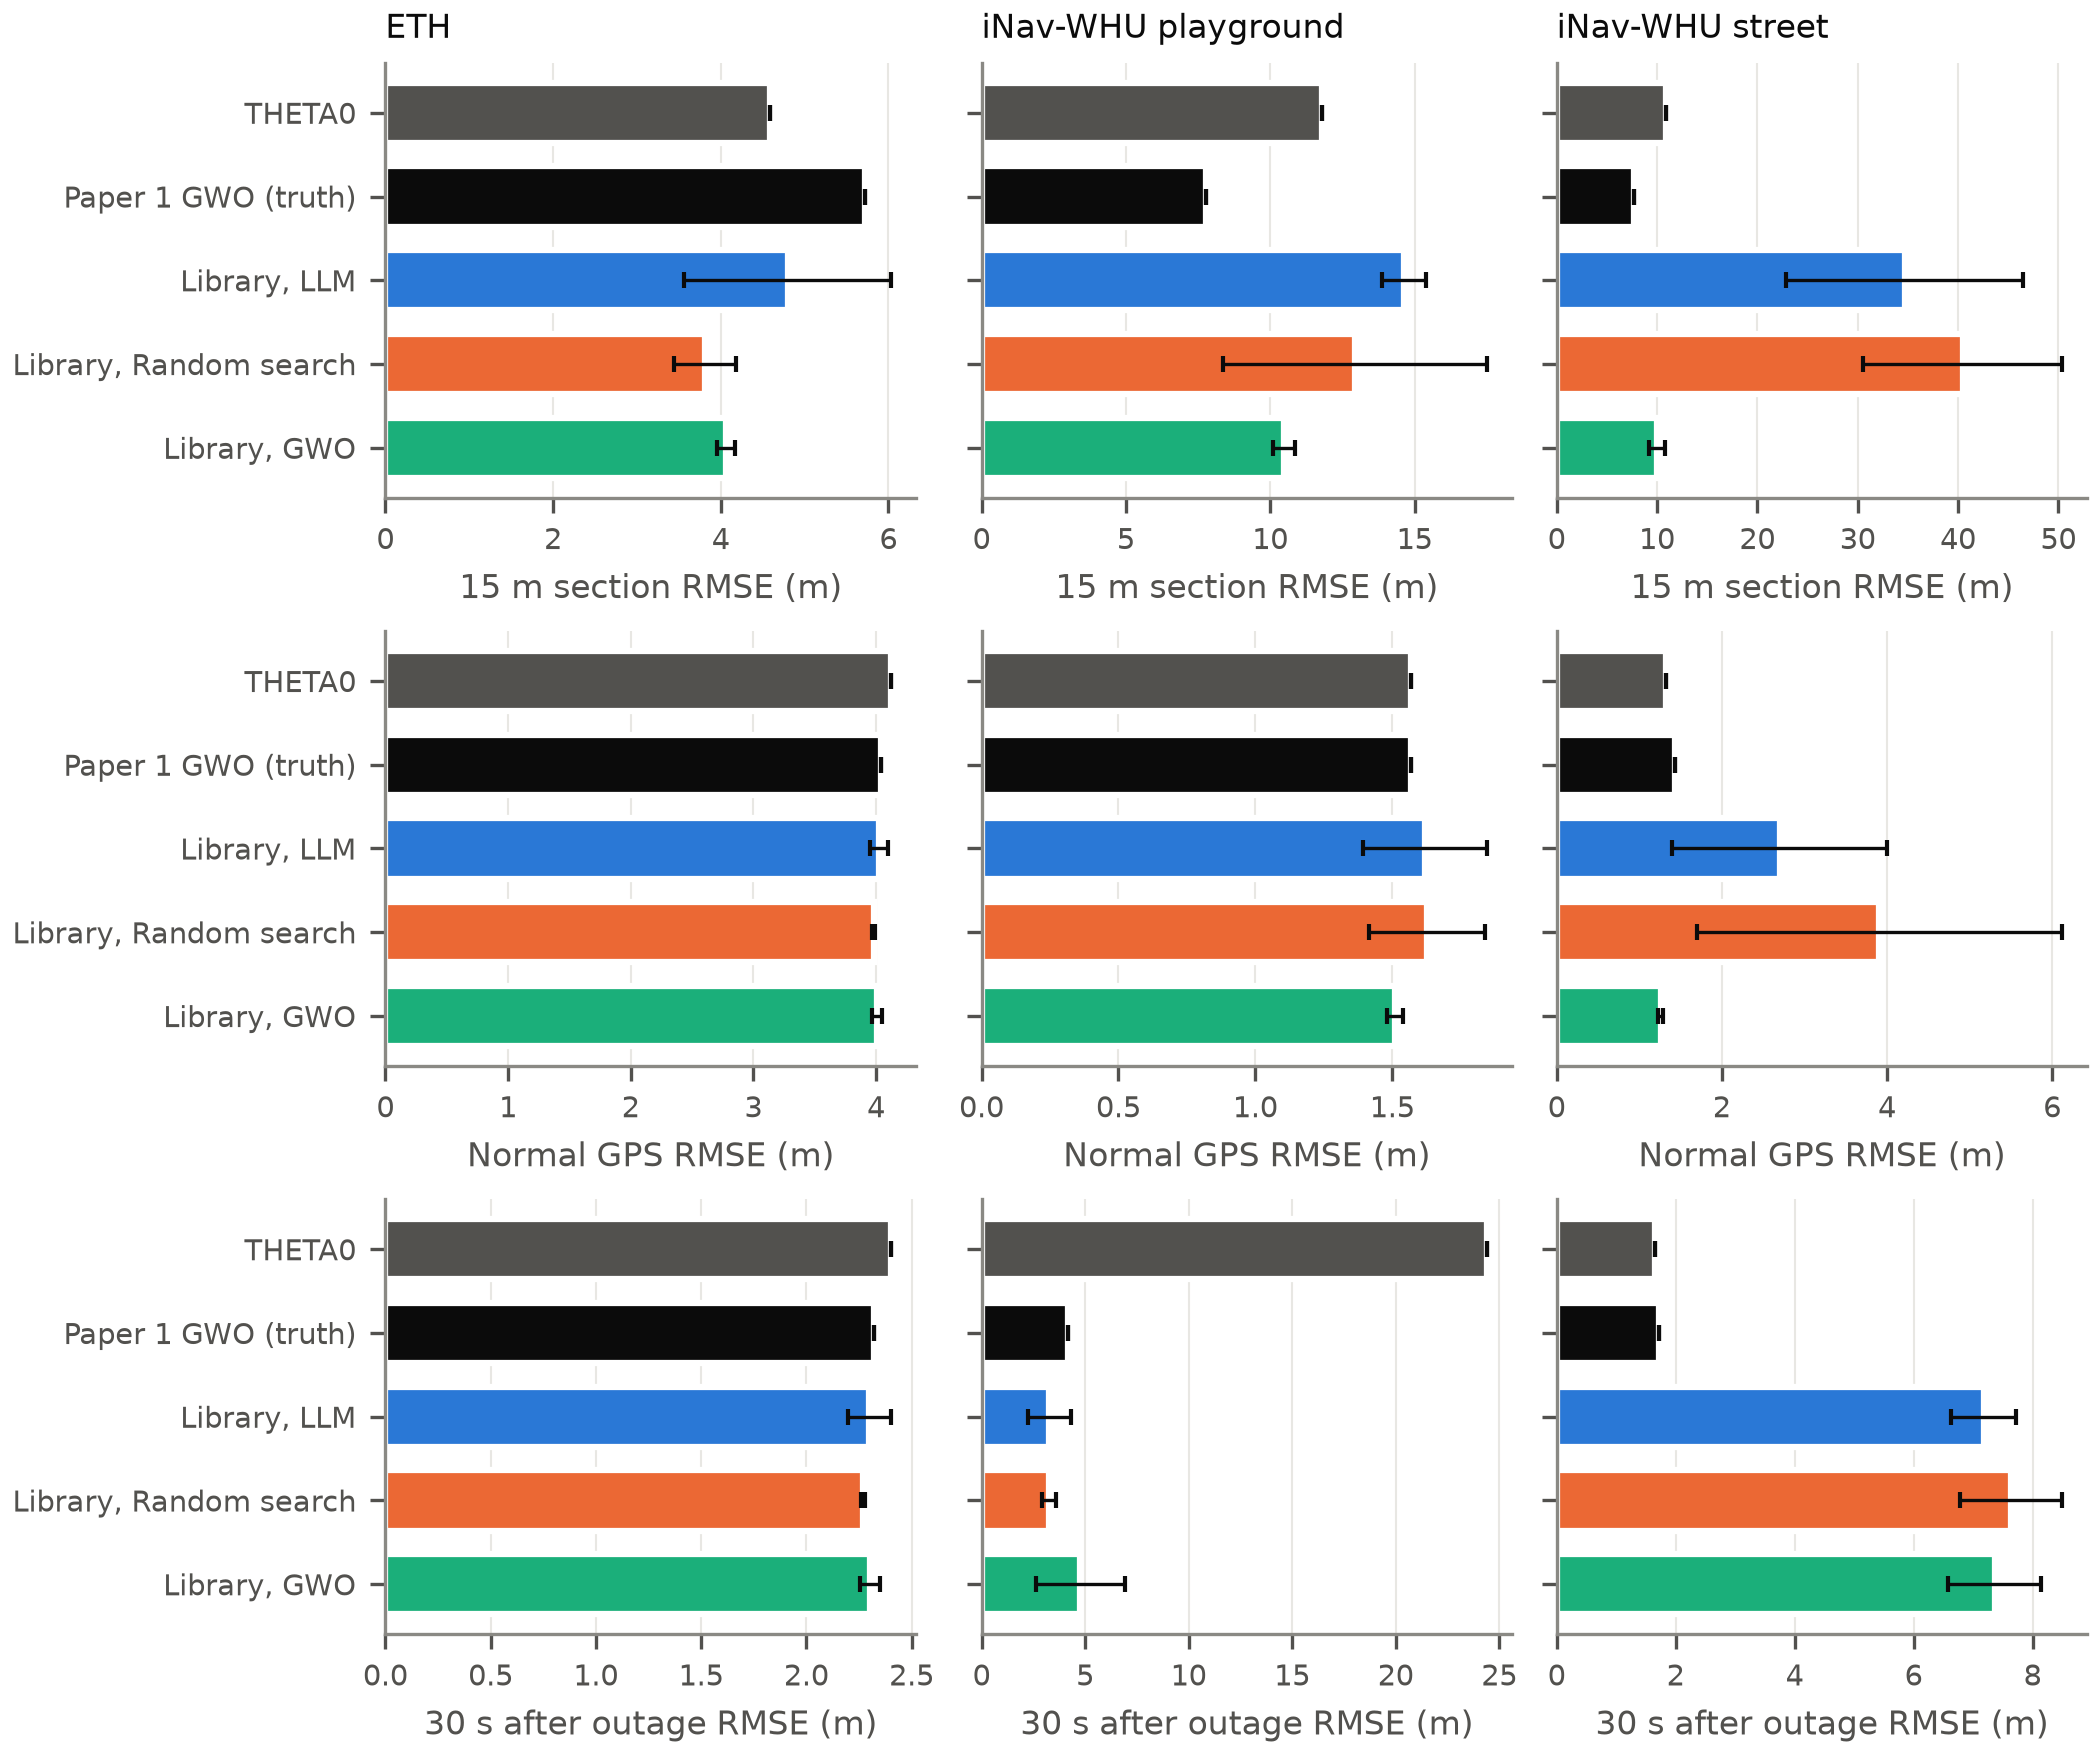 ETH
iNav-WHU playground
iNav-WHU street
THETA0
Paper 1 GWO (truth)
Library, LLM
Library, Random search
Library, GWO
0 2 4 6
0 5 10 15
0 10 20 30 40 50
15 m section RMSE (m)
15 m section RMSE (m)
15 m section RMSE (m)
THETA0
Paper 1 GWO (truth)
Library, LLM
Library, Random search
Library, GWO
0 1 2 3 4
0.0 0.5 1.0 1.5
0 2 4 6
Normal GPS RMSE (m)
Normal GPS RMSE (m)
Normal GPS RMSE (m)
THETA0
Paper 1 GWO (truth)
Library, LLM
Library, Random search
Library, GWO
0.0 0.5 1.0 1.5 2.0 2.5
0 5 10 15 20 25
0 2 4 6 8
30 s after outage RMSE (m)
30 s after outage RMSE (m)
30 s after outage RMSE (m)